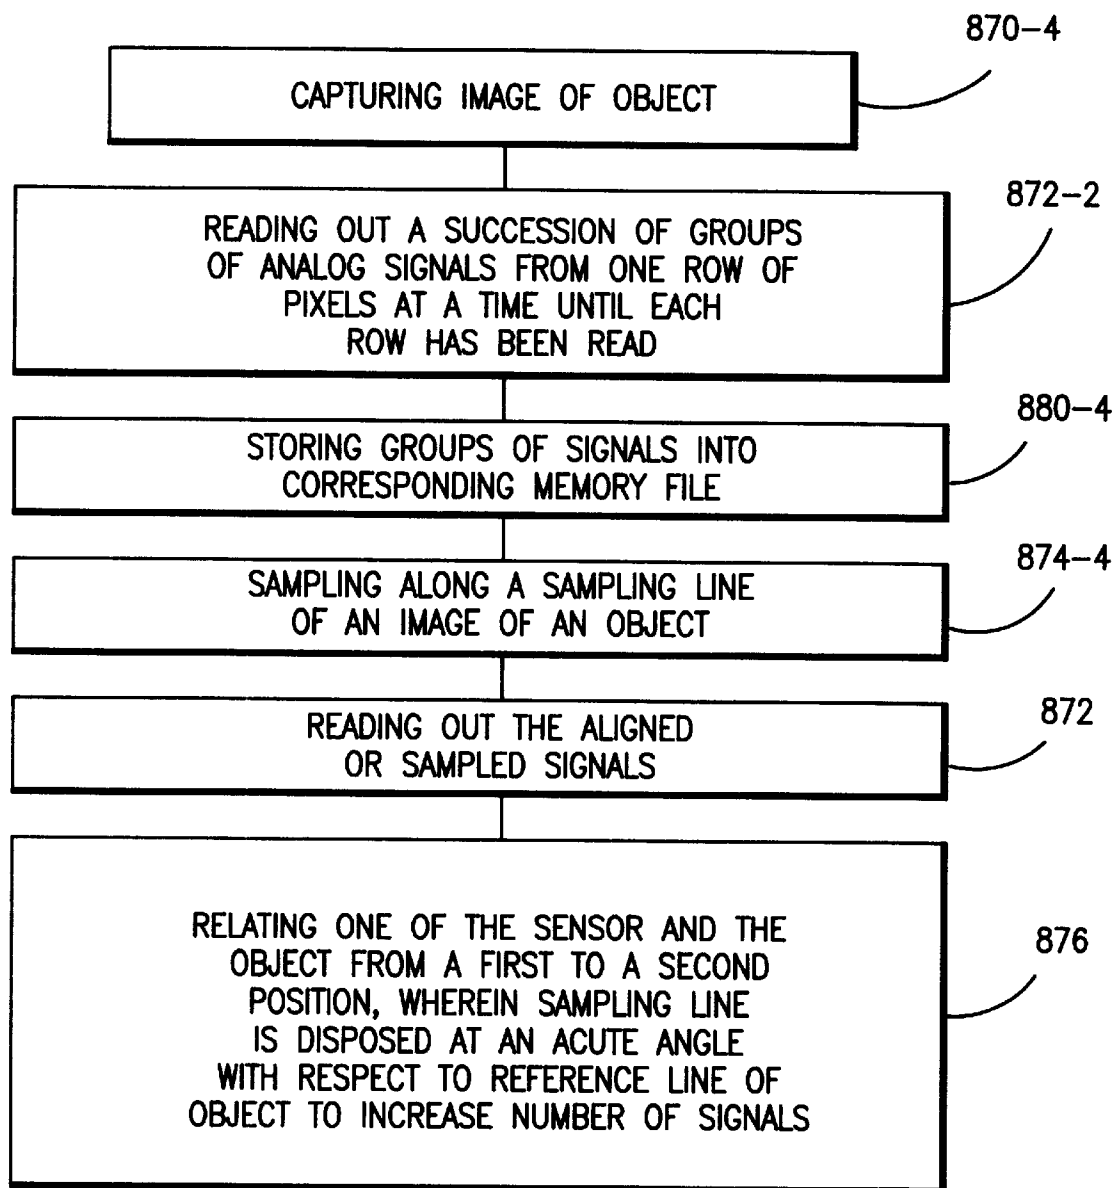 870-4
CAPTURING IMAGE OF OBJECT
872-2
READING OUT A SUCCESSION OF GROUPS
OF ANALOG SIGNALS FROM ONE ROW OF
PIXELS AT A TIME UNTIL EACH
ROW HAS BEEN READ
880-4
STORING GROUPS OF SIGNALS INTO
CORRESPONDING MEMORY FILE
874-4
SAMPLING ALONG A SAMPLING LINE
OF AN IMAGE OF AN OBJECT
872
READING OUT THE ALIGNED
OR SAMPLED SIGNALS
876
RELATING ONE OF THE SENSOR AND THE
OBJECT FROM A FIRST TO A SECOND
POSITION, WHEREIN SAMPLING LINE
IS DISPOSED AT AN ACUTE ANGLE
WITH RESPECT TO REFERENCE LINE OF
OBJECT TO INCREASE NUMBER OF SIGNALS